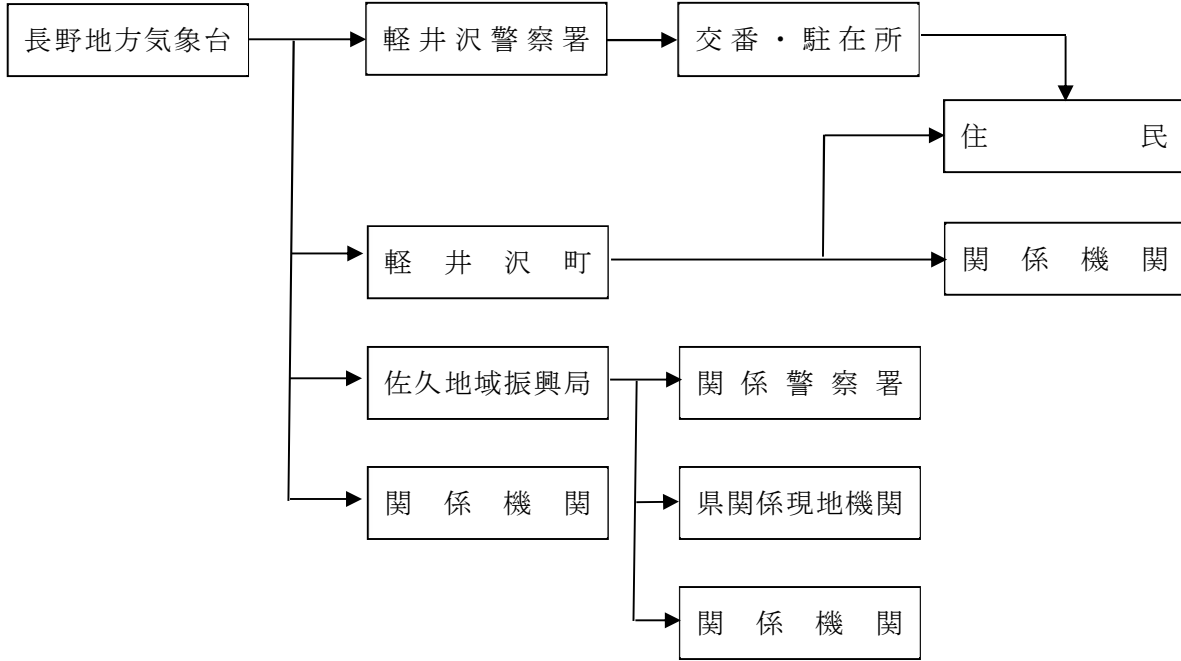 長野地方気象台
軽井沢警察署
交番・駐在所
住民
軽井沢町
関係機関
佐久地域振興局
関係警察署
関係機関
県関係現地機関
関係機関